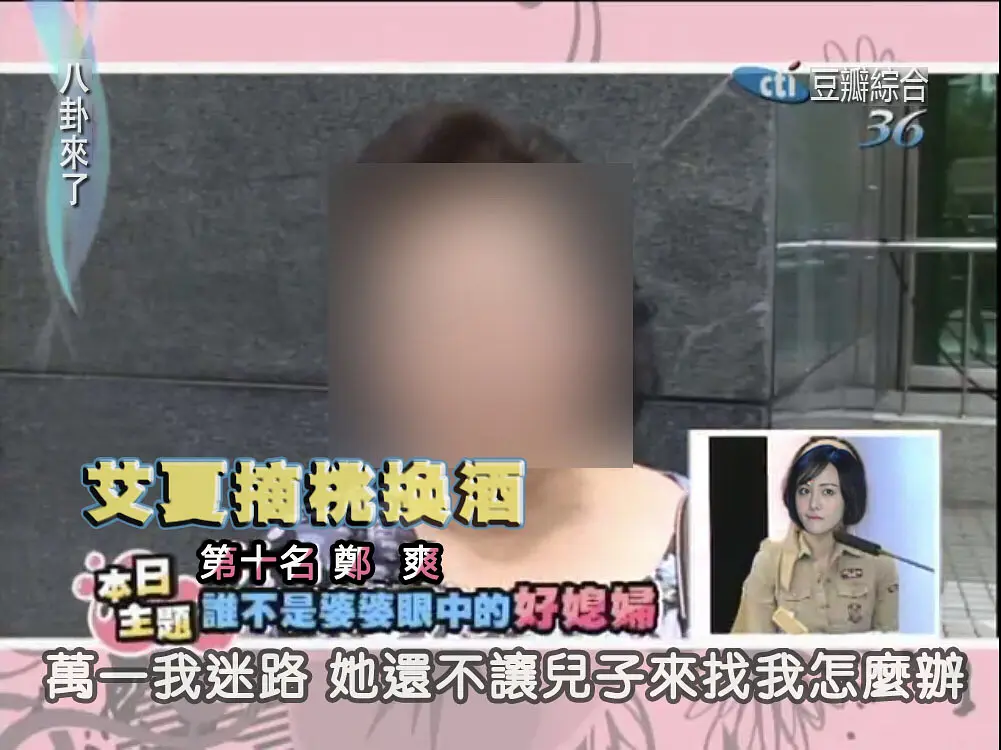 八卦來了
cti 豆瓣綜合
36
艾夏摘桃换酒
第十名 鄭 爽
本日主題
誰不是婆婆眼中的好媳婦
萬一我迷路 她還不讓兒子來找我怎麼辦